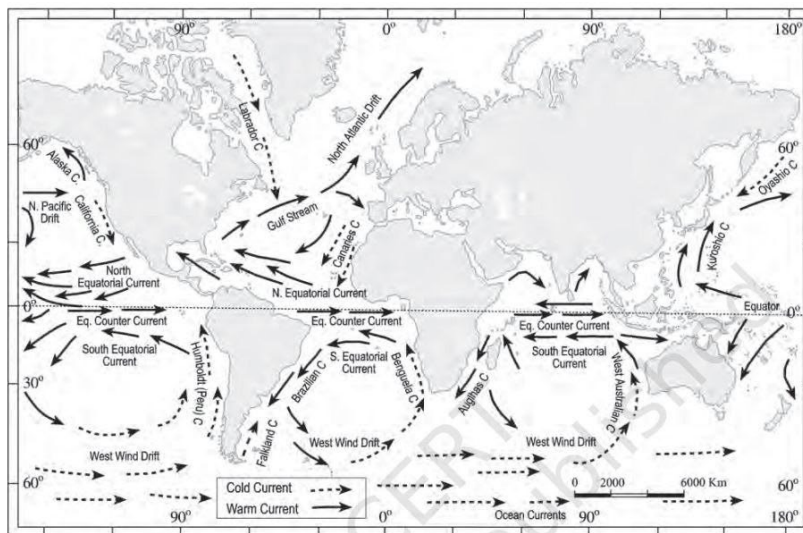 90°
0°
90°
180°
60°
60°
Labrador C
North Atlantic Drift
Alaska C.
Oyashio C
N. Pacific
Drift
California C.
Gulf Stream
Canaries C
Kuroshio C
North
Equatorial Current
N. Equatorial Current
Equator
0°
0°
Eq. Counter Current
Eq. Counter Current
Eq. Counter Current
South Equatorial
Current
S. Equatorial
Current
South Equatorial
Current
Humboldt (Peru) C
Brazilian C
Benguela C
Auglhas C
West Australian C
30°
30°
Falkland C
West Wind Drift
West Wind Drift
West Wind Drift
60°
60°
Cold Current
Warm Current
0
2000
6000 Km
Ocean Currents
90°
0°
90°
180°